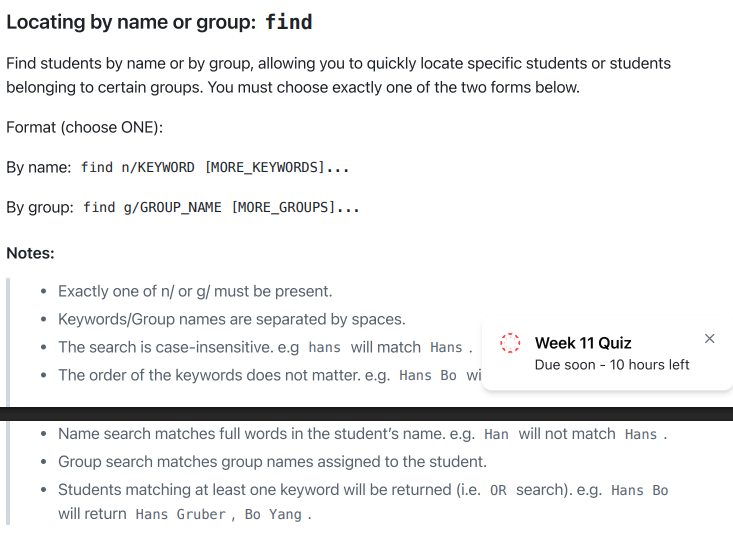 Locating by name or group: find
Find students by name or by group, allowing you to quickly locate specific students or students
belonging to certain groups. You must choose exactly one of the two forms below.
Format (choose ONE):
By name: find n/KEYWORD [MORE_KEYWORDS]...
By group: find g/GROUP_NAME [MORE_GROUPS]...
Notes:
• Exactly one of n/ or g/ must be present.
• Keywords/Group names are separated by spaces.
• The search is case-insensitive. e.g hans will match Hans .
• The order of the keywords does not matter. e.g. Hans Bo wi
Week 11 Quiz
Due soon - 10 hours left
• Name search matches full words in the student’s name. e.g. Han will not match Hans .
• Group search matches group names assigned to the student.
• Students matching at least one keyword will be returned (i.e. OR search). e.g. Hans Bo
will return Hans Gruber , Bo Yang .